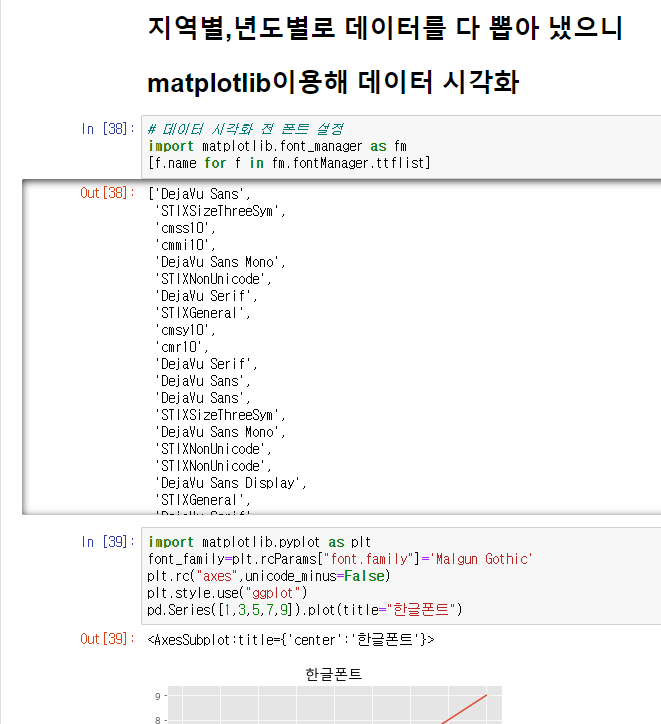 지역별,년도별로 데이터를 다 뽑아 냈으니
matplotlib이용해 데이터 시각화
In [38]: # 데이터 시각화 전 폰트 설정
import matplotlib.font_manager as fm
[f.name for f in fm.fontManager.ttflist]
Out[38]: ['DejaVu Sans',
'STIXSizeThreeSym',
'cmss10',
'cmmi10',
'DejaVu Sans Mono',
'STIXNonUnicode',
'DejaVu Serif',
'STIXGeneral',
'cmsy10',
'cmr10',
'DejaVu Serif',
'DejaVu Sans',
'DejaVu Sans',
'STIXSizeThreeSym',
'DejaVu Sans Mono',
'STIXNonUnicode',
'STIXNonUnicode',
'DejaVu Sans Display',
'STIXGeneral',
'DejaVu Serif',
In [39]: import matplotlib.pyplot as plt
font_family=plt.rcParams["font.family"]='Malgun Gothic'
plt.rc("axes",unicode_minus=False)
plt.style.use("ggplot")
pd.Series([1,3,5,7,9]).plot(title="한글폰트")
Out[39]: <AxesSubplot:title={'center':'한글폰트'}>
한글폰트
9
8